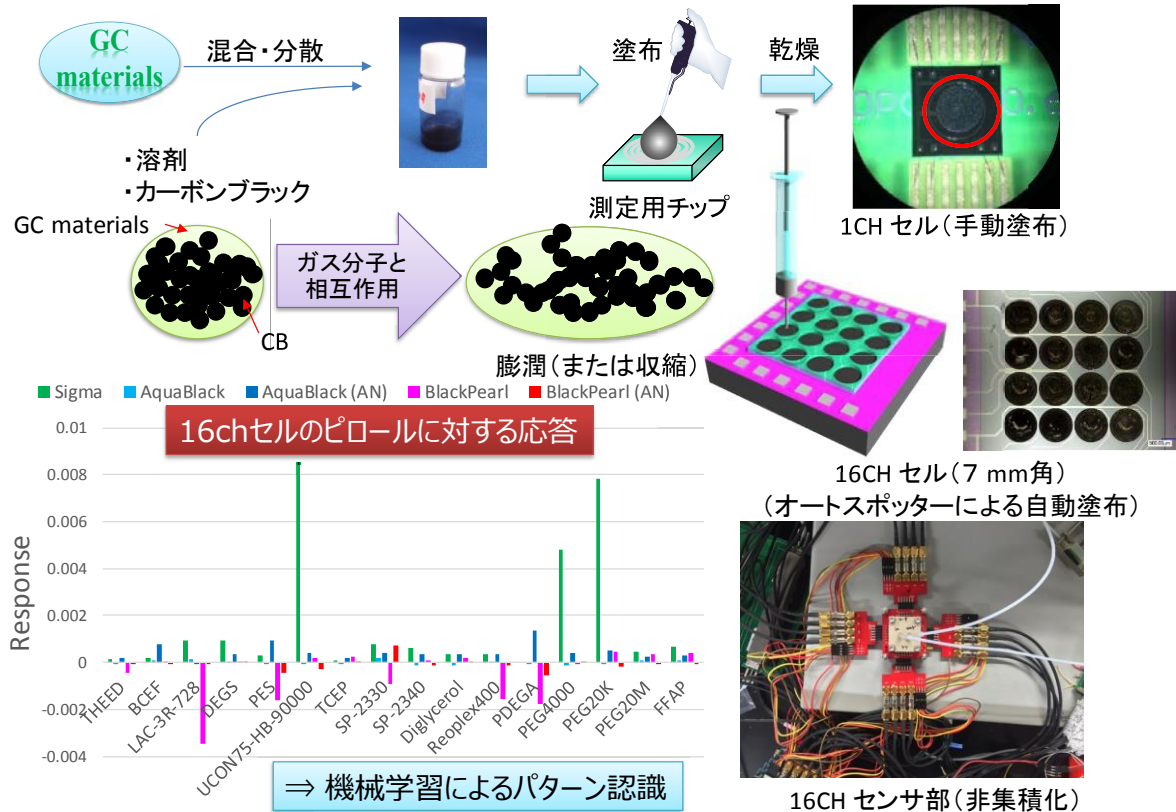 GC
materials
混合・分散
塗布
乾燥
・溶剤
・カーボンブラック
測定用チップ
1CH セル（手動塗布）
GC materials
ガス分子と
相互作用
CB
膨潤（または収縮）
16CH セル（７ mm角）
（オートスポッターによる自動塗布）
Sigma AquaBlack AquaBlack (AN) BlackPearl BlackPearl (AN)
16chセルのピロールに対する応答
Response
0.01
0.008
0.006
0.004
0.002
0
-0.002
-0.004
THEED
BCEF
LAC-3R-728
DEGS
PES
UCON75-HB-90000
TCEP
SP-2330
SP-2340
Diglycerol
Reoplex400
PDEGA
PEG4000
PEG20K
PEG20M
FFAP
⇒ 機械学習によるパターン認識
16CH センサ部（非集積化）